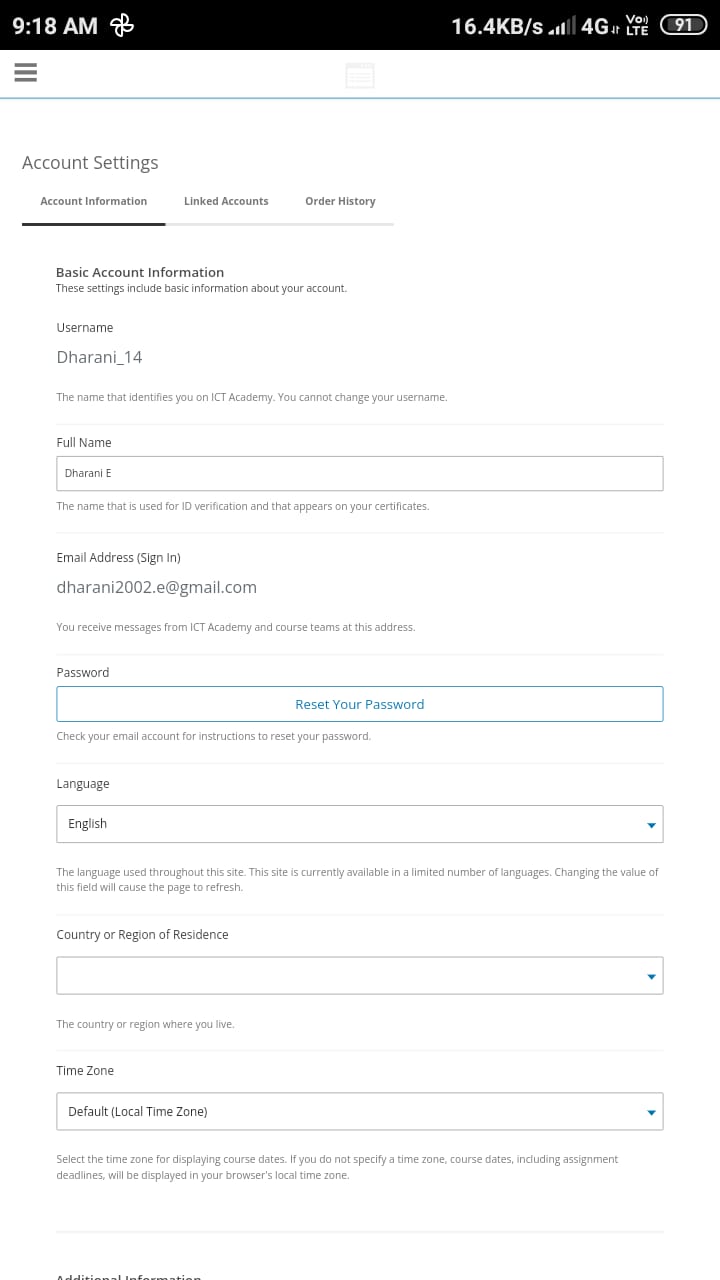 9:18 AM 16.4KB/s 4G Vo) LTE 91
Account Settings
Account Information Linked Accounts Order History
Basic Account Information
These settings include basic information about your account.
Username
Dharani_14
The name that identifies you on ICT Academy. You cannot change your username.
Full Name
Dharani E
The name that is used for ID verification and that appears on your certificates.
Email Address (Sign In)
dharani2002.e@gmail.com
You receive messages from ICT Academy and course teams at this address.
Password
Reset Your Password
Check your email account for instructions to reset your password.
Language
English
The language used throughout this site. This site is currently available in a limited number of languages. Changing the value of
this field will cause the page to refresh.
Country or Region of Residence
The country or region where you live.
Time Zone
Default (Local Time Zone)
Select the time zone for displaying course dates. If you do not specify a time zone, course dates, including assignment
deadlines, will be displayed in your browser's local time zone.
Additional Information